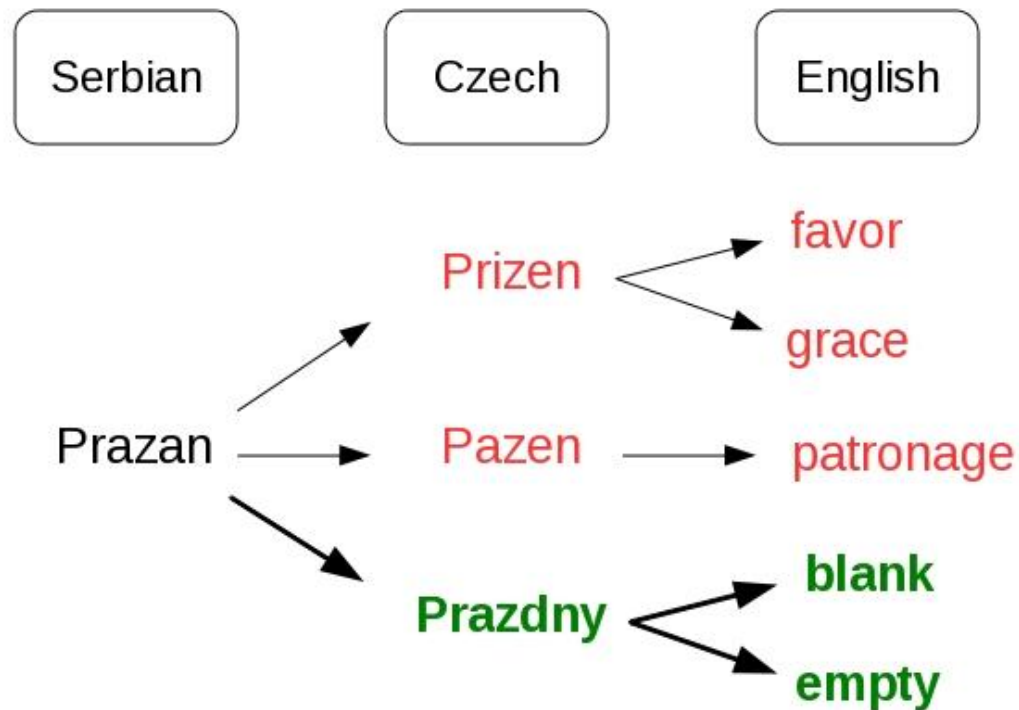 Serbian Czech English
favor
Prizen
grace
Prazan Pazen patronage
blank
Prazdny
empty